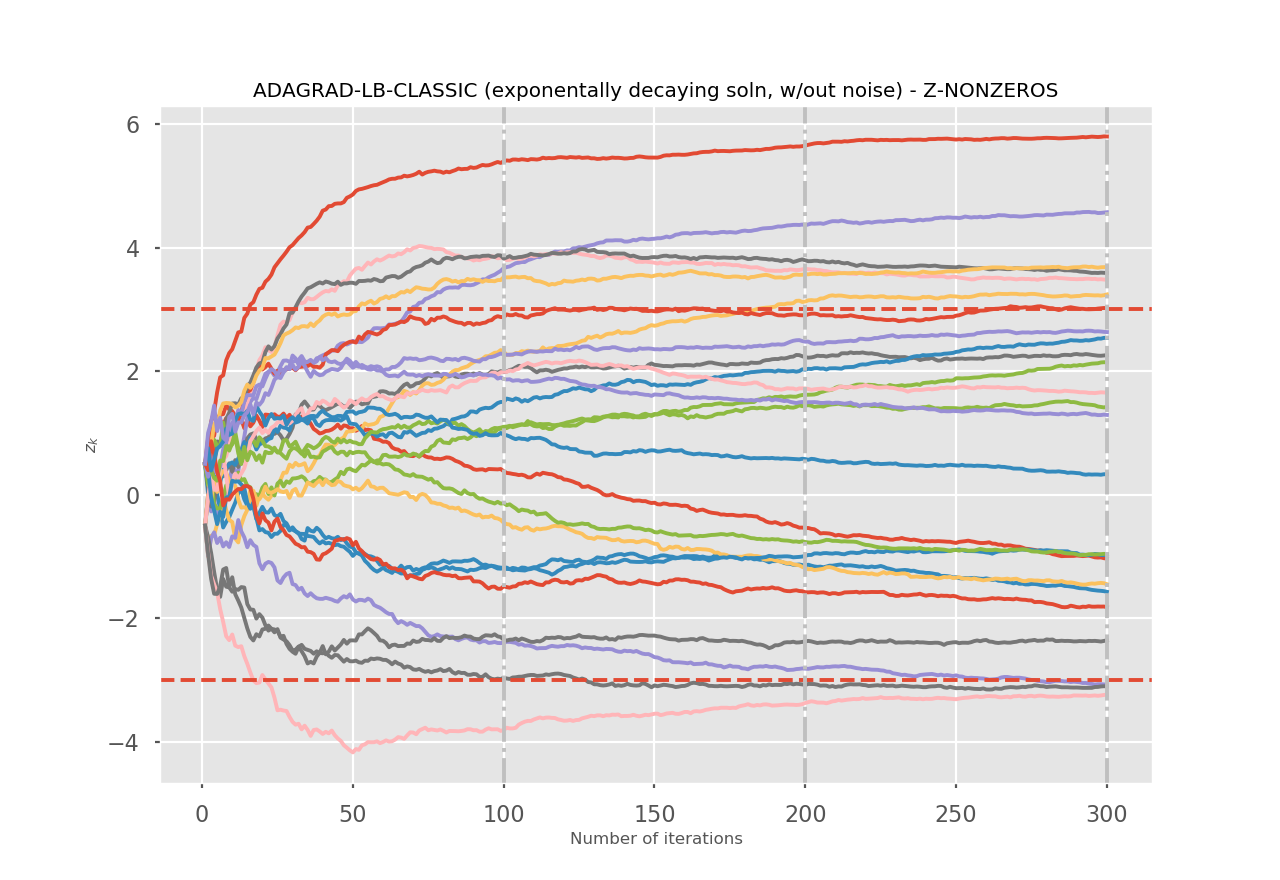 ADAGRAD-LB-CLASSIC (exponentially decaying soln, w/out noise) - Z-NONZEROS
6
4
2
0
−2
−4
z_k
0 50 100 150 200 250 300
Number of iterations